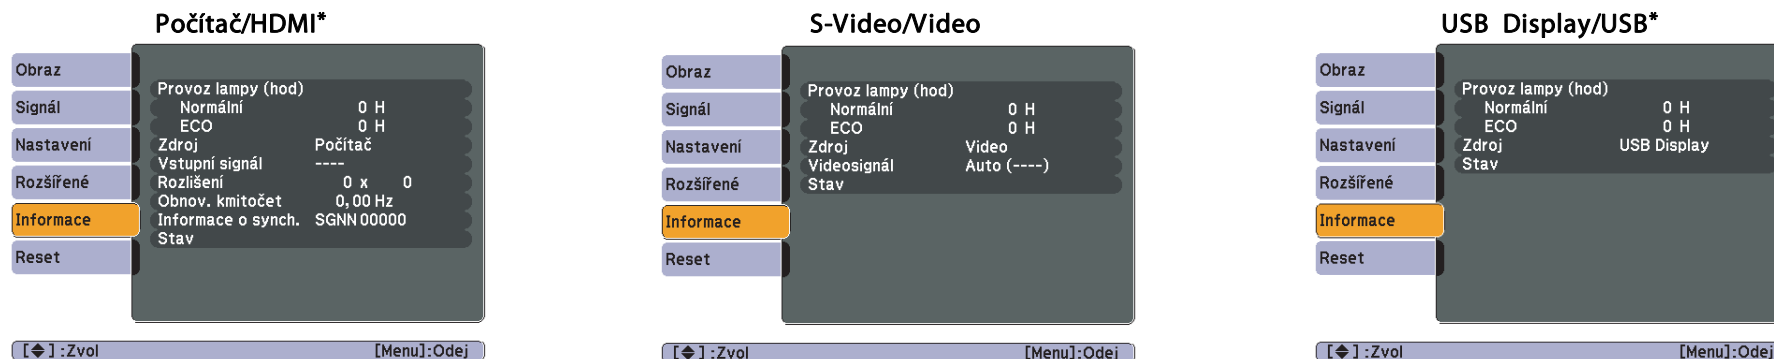 Počítač/HDMI*
Obraz
Signál
Nastavení
Rozšířené
Informace
Reset
Provoz lampy (hod)
Normální 0 H
ECO 0 H
Zdroj Počítač
Vstupní signál ----
Rozlišení 0 x 0
Obnov. kmitočet 0,00 Hz
Informace o synch. SGNN00000
Stav
[◆] :Zvol [Menu]:Odej
S-Video/Video
Obraz
Signál
Nastavení
Rozšířené
Informace
Reset
Provoz lampy (hod)
Normální 0 H
ECO 0 H
Zdroj Video
Videosignál Auto (----)
Stav
[◆] :Zvol [Menu]:Odej
USB Display/USB*
Obraz
Signál
Nastavení
Rozšířené
Informace
Reset
Provoz lampy (hod)
Normální 0 H
ECO 0 H
Zdroj USB Display
Stav
[◆] :Zvol [Menu]:Odej